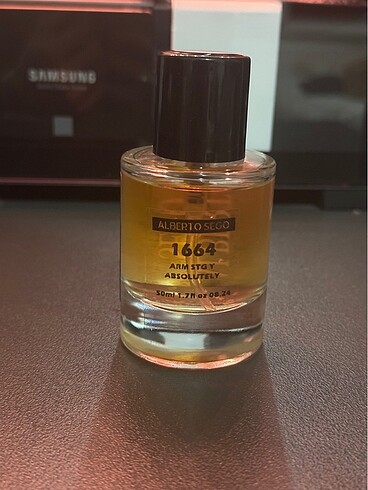 SAMSUNG
ALBERTO SEGO
1664
ARM STG Y
ABSOLUTELY
50ml 1.7fl oz 08.24